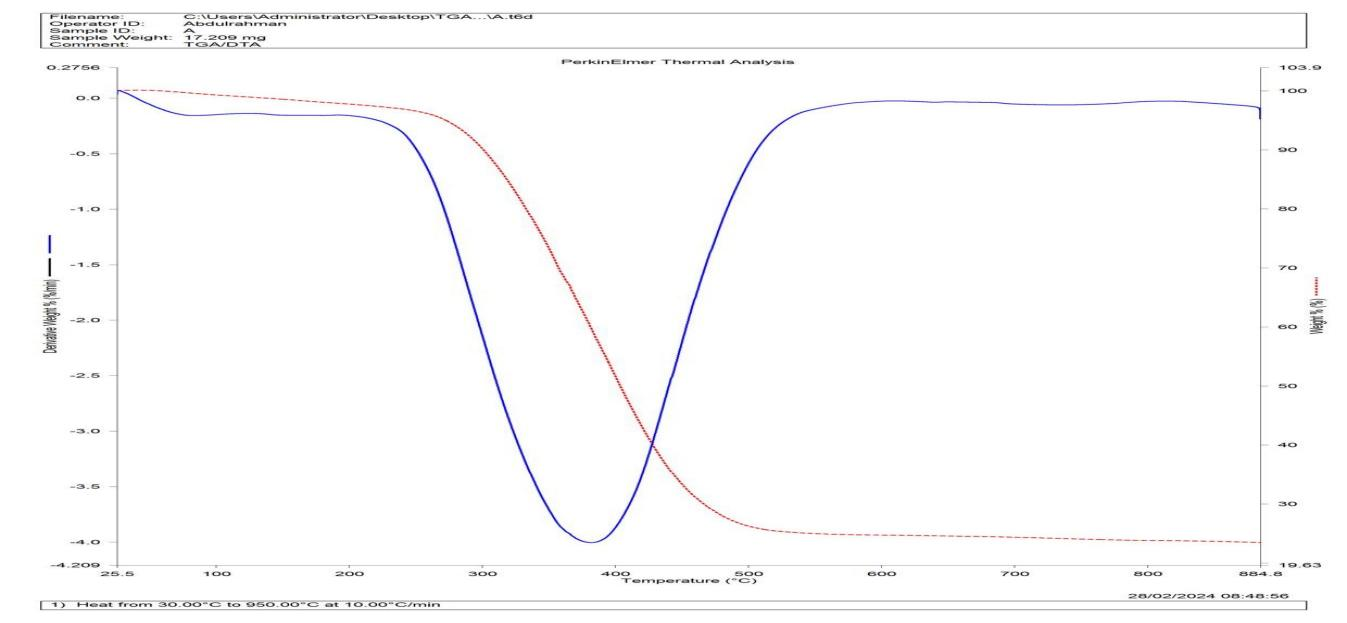 Filename: C:\Users\Administrator\Desktop\TGA...\A.t6d
Operator ID: Abdulrahman
Sample ID: A
Sample Weight: 17.209 mg
Comment: TGA/DTA
PerkinElmer Thermal Analysis
0.2756
0.0
-0.5
-1.0
-1.5
-2.0
-2.5
-3.0
-3.5
-4.0
-4.209
Derivative Weight % (%/min)
103.9
100
90
80
70
60
50
40
30
19.63
Weight % (%)
25.5 100 200 300 400 500 600 700 800 884.8
Temperature (°C)
28/02/2024 08:48:56
1) Heat from 30.00°C to 950.00°C at 10.00°C/min